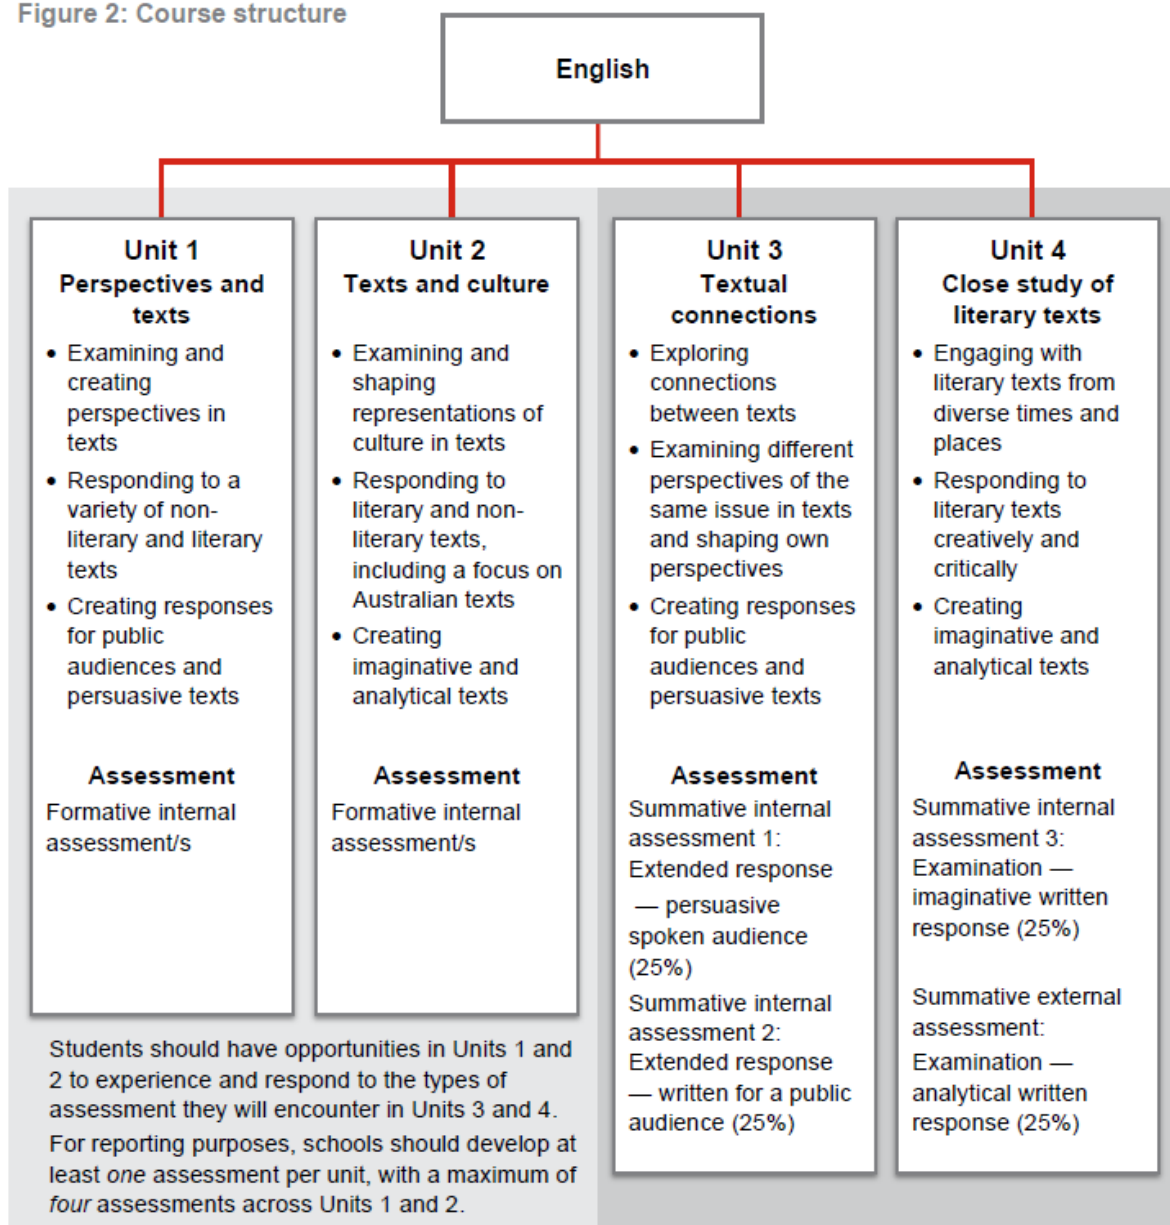 Figure 2: Course structure
English
Unit 1
Perspectives and
texts
• Examining and
creating
perspectives in
texts
• Responding to a
variety of non-
literary and literary
texts
• Creating responses
for public
audiences and
persuasive texts
Assessment
Formative internal
assessment/s
Unit 2
Texts and culture
• Examining and
shaping
representations of
culture in texts
• Responding to
literary and non-
literary texts,
including a focus on
Australian texts
• Creating
imaginative and
analytical texts
Assessment
Formative internal
assessment/s
Students should have opportunities in Units 1 and
2 to experience and respond to the types of
assessment they will encounter in Units 3 and 4.
For reporting purposes, schools should develop at
least one assessment per unit, with a maximum of
four assessments across Units 1 and 2.
Unit 3
Textual
connections
• Exploring
connections
between texts
• Examining different
perspectives of the
same issue in texts
and shaping own
perspectives
• Creating responses
for public
audiences and
persuasive texts
Assessment
Summative internal
assessment 1:
Extended response
— persuasive
spoken audience
(25%)
Summative internal
assessment 2:
Extended response
— written for a public
audience (25%)
Unit 4
Close study of
literary texts
• Engaging with
literary texts from
diverse times and
places
• Responding to
literary texts
creatively and
critically
• Creating
imaginative and
analytical texts
Assessment
Summative internal
assessment 3:
Examination —
imaginative written
response (25%)
Summative external
assessment:
Examination —
analytical written
response (25%)